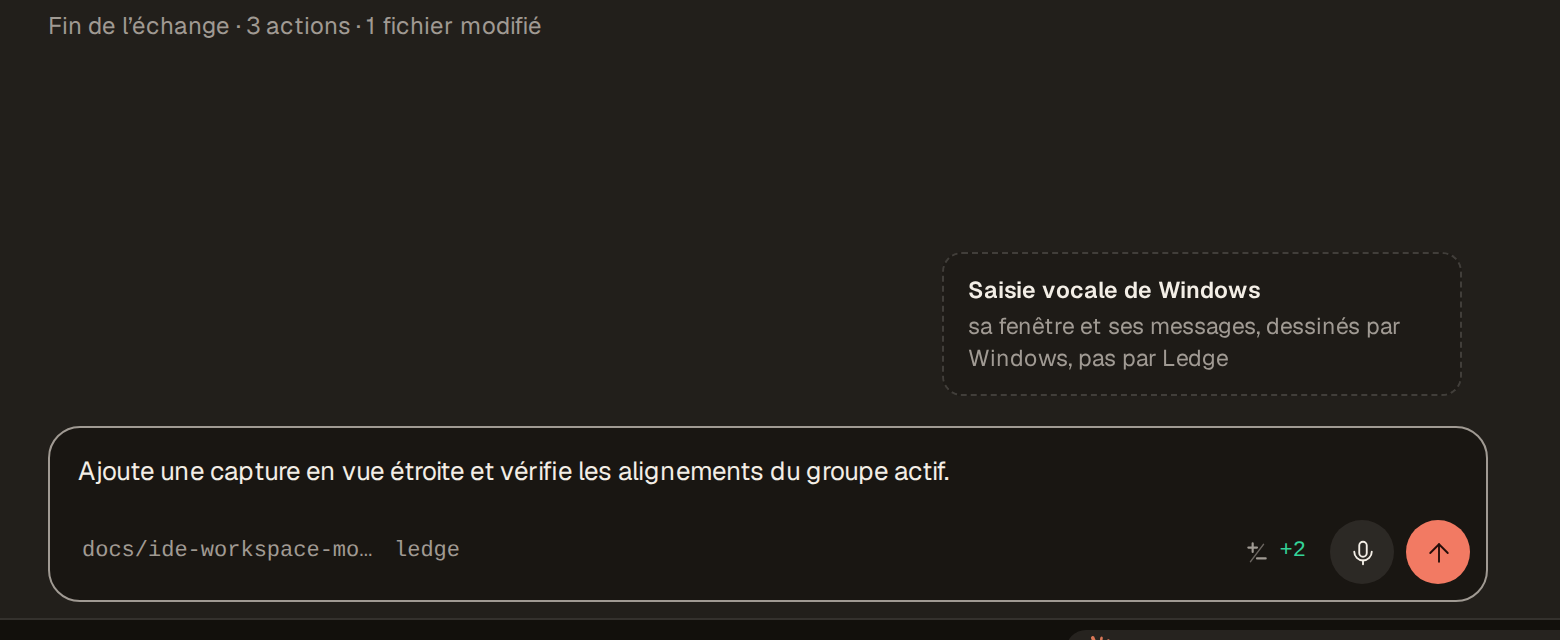 Fin de l’échange · 3 actions · 1 fichier modifié
Saisie vocale de Windows
sa fenêtre et ses messages, dessinés par
Windows, pas par Ledge
Ajoute une capture en vue étroite et vérifie les alignements du groupe actif.
docs/ide-workspace-mo… ledge
+2